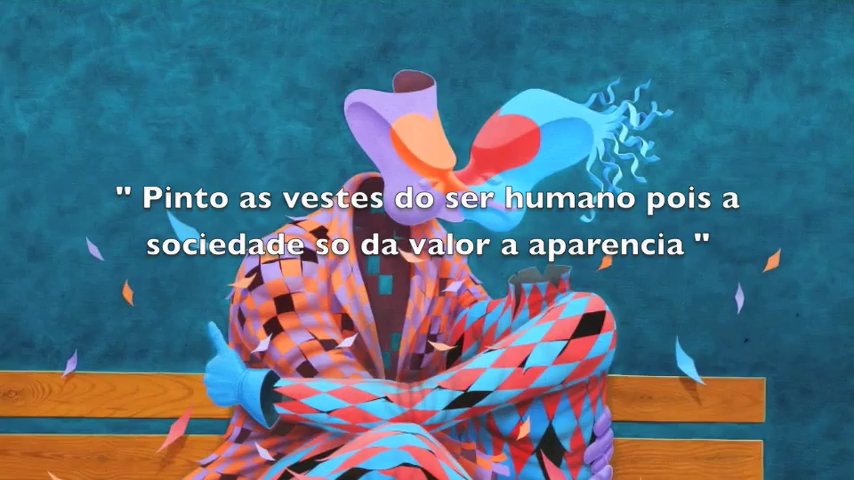 " Pinto as vestes do ser humano pois a
sociedade so da valor a aparencia "